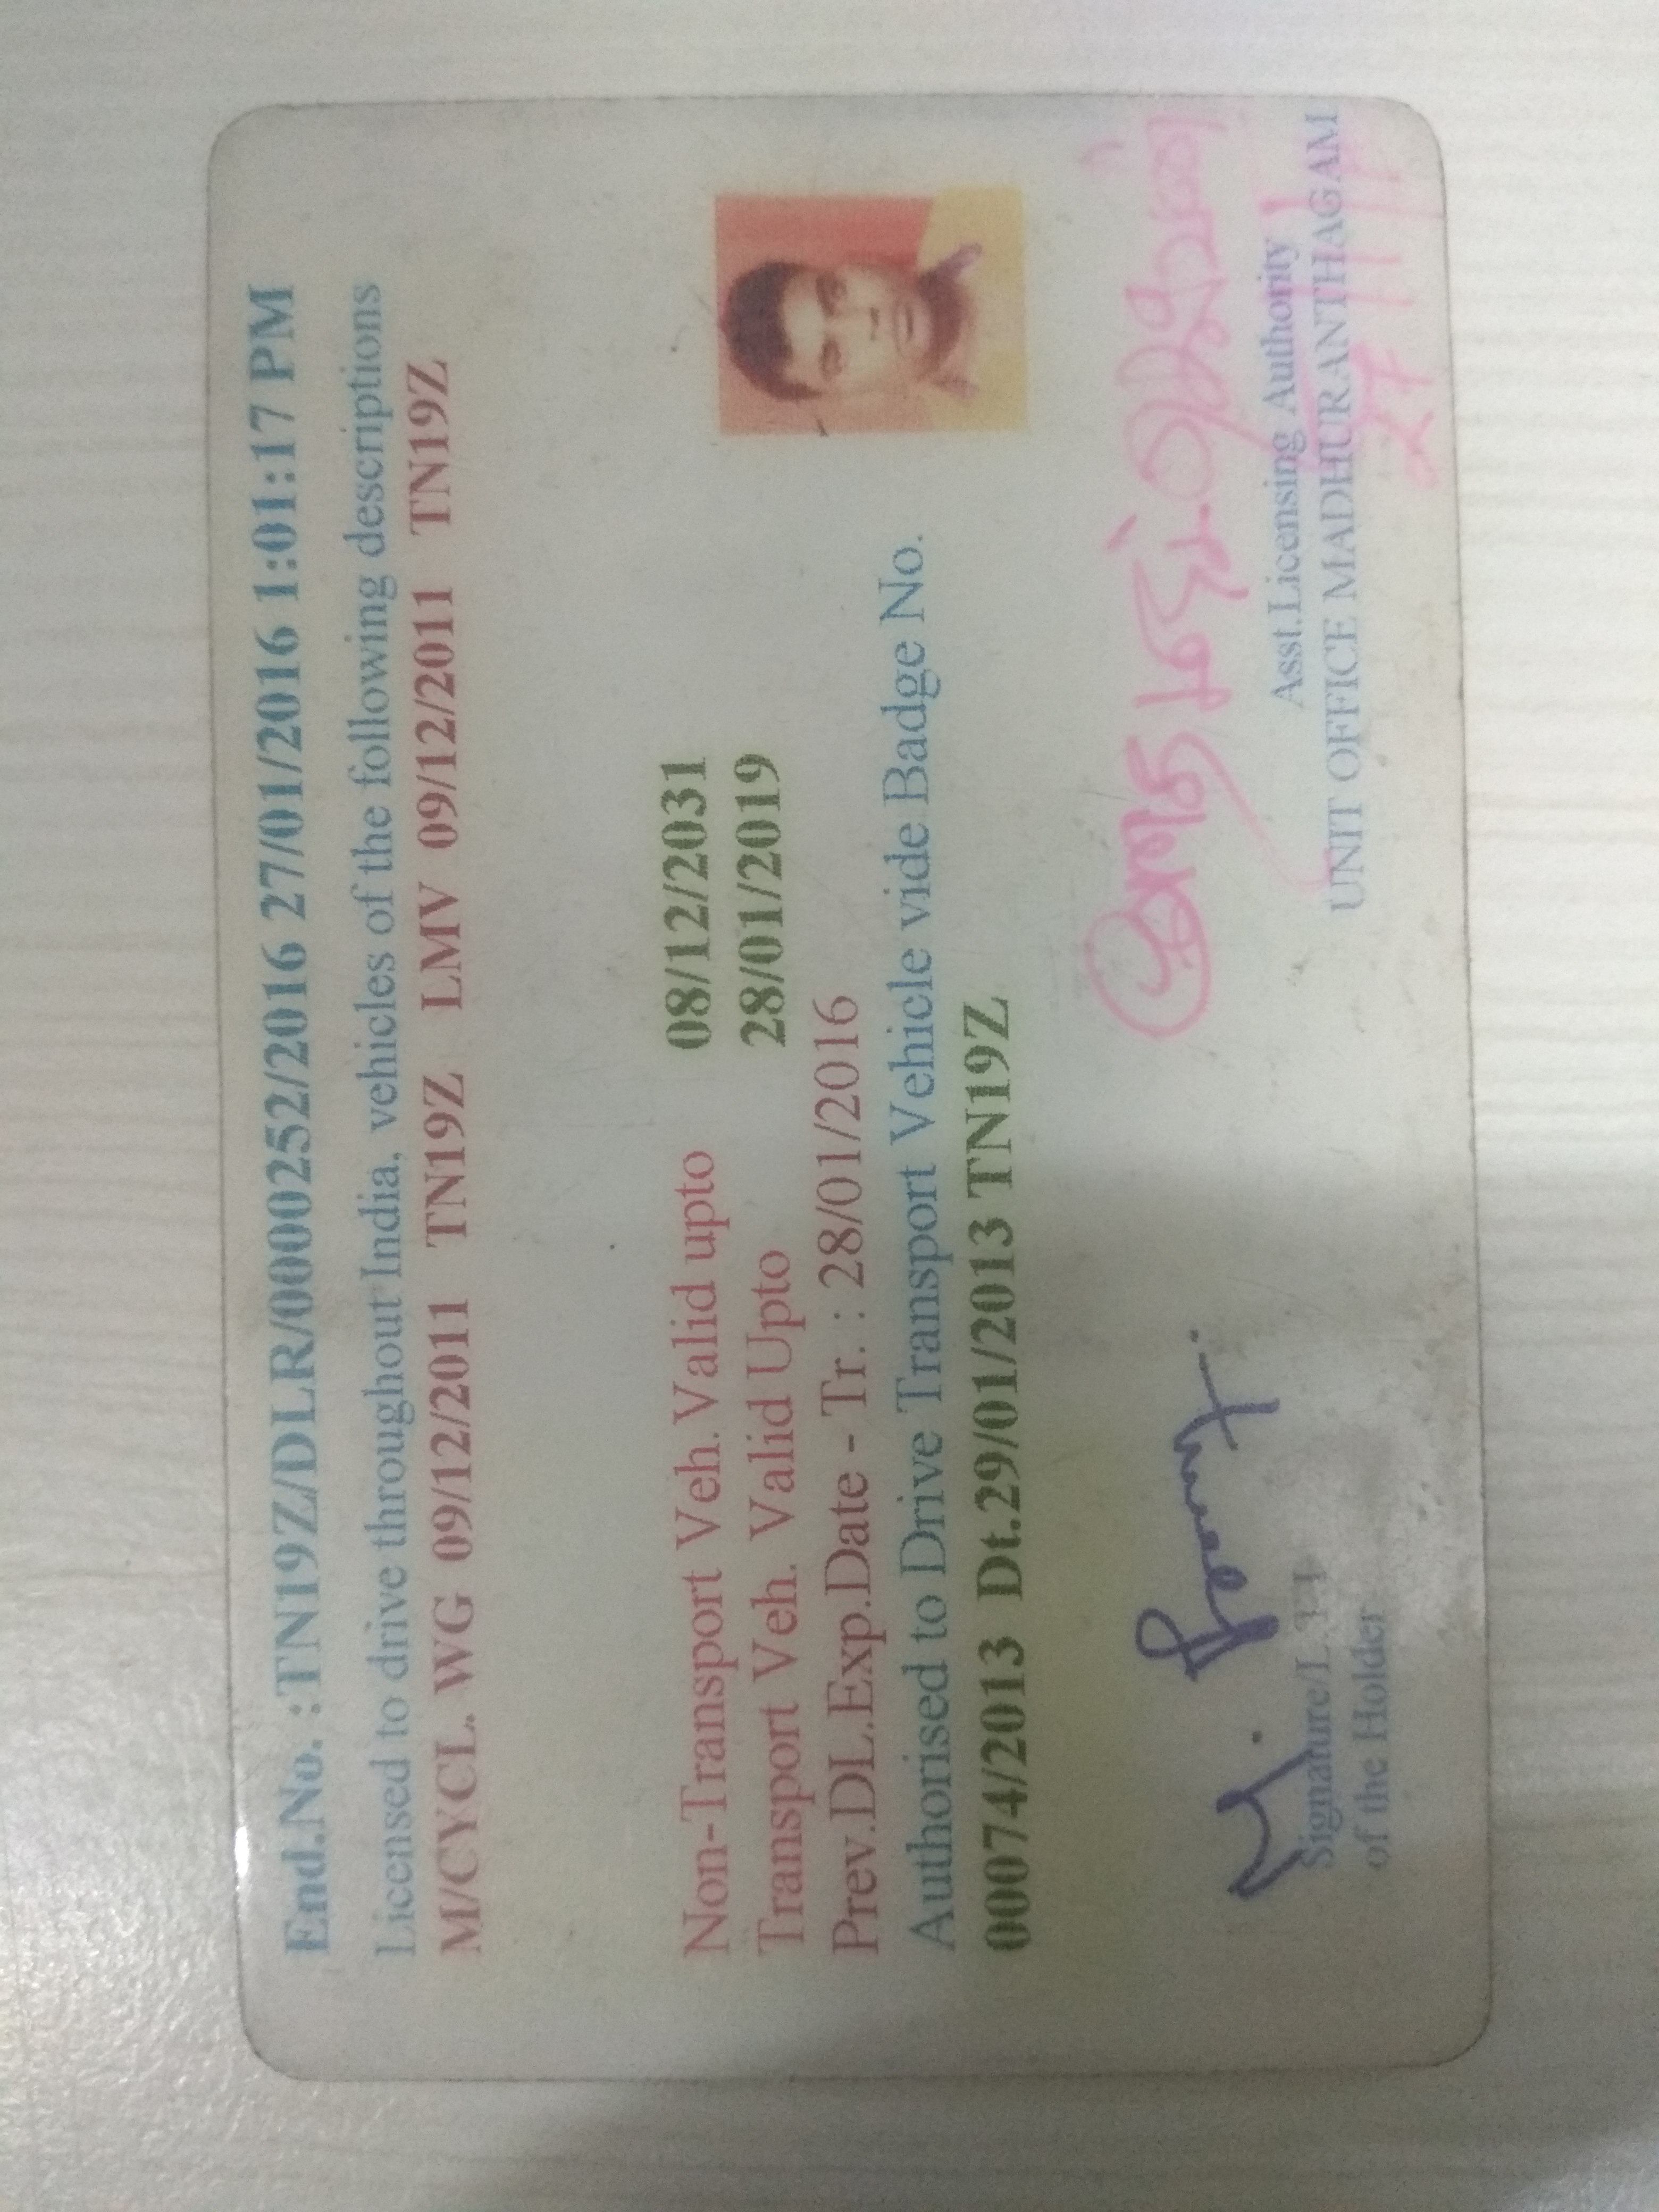 End.No. :TN19Z/DLR/000252/2016 27/01/2016 1:01:17 PM
Licensed to drive throughout India, vehicles of the following descriptions
M/CYCL. WG 09/12/2011 TN19Z LMV 09/12/2011 TN19Z
Non-Transport Veh.Valid upto 08/12/2031
Transport Veh. Valid Upto 28/01/2019
Prev.DL.Exp.Date - Tr. : 28/01/2016
Authorised to Drive Transport Vehicle vide Badge No.
00074/2013 Dt.29/01/2013 TN19Z
Signature/L.T.I
of the Holder
Asst.Licensing Authority
UNIT OFFICE MADHURANTHAGAM